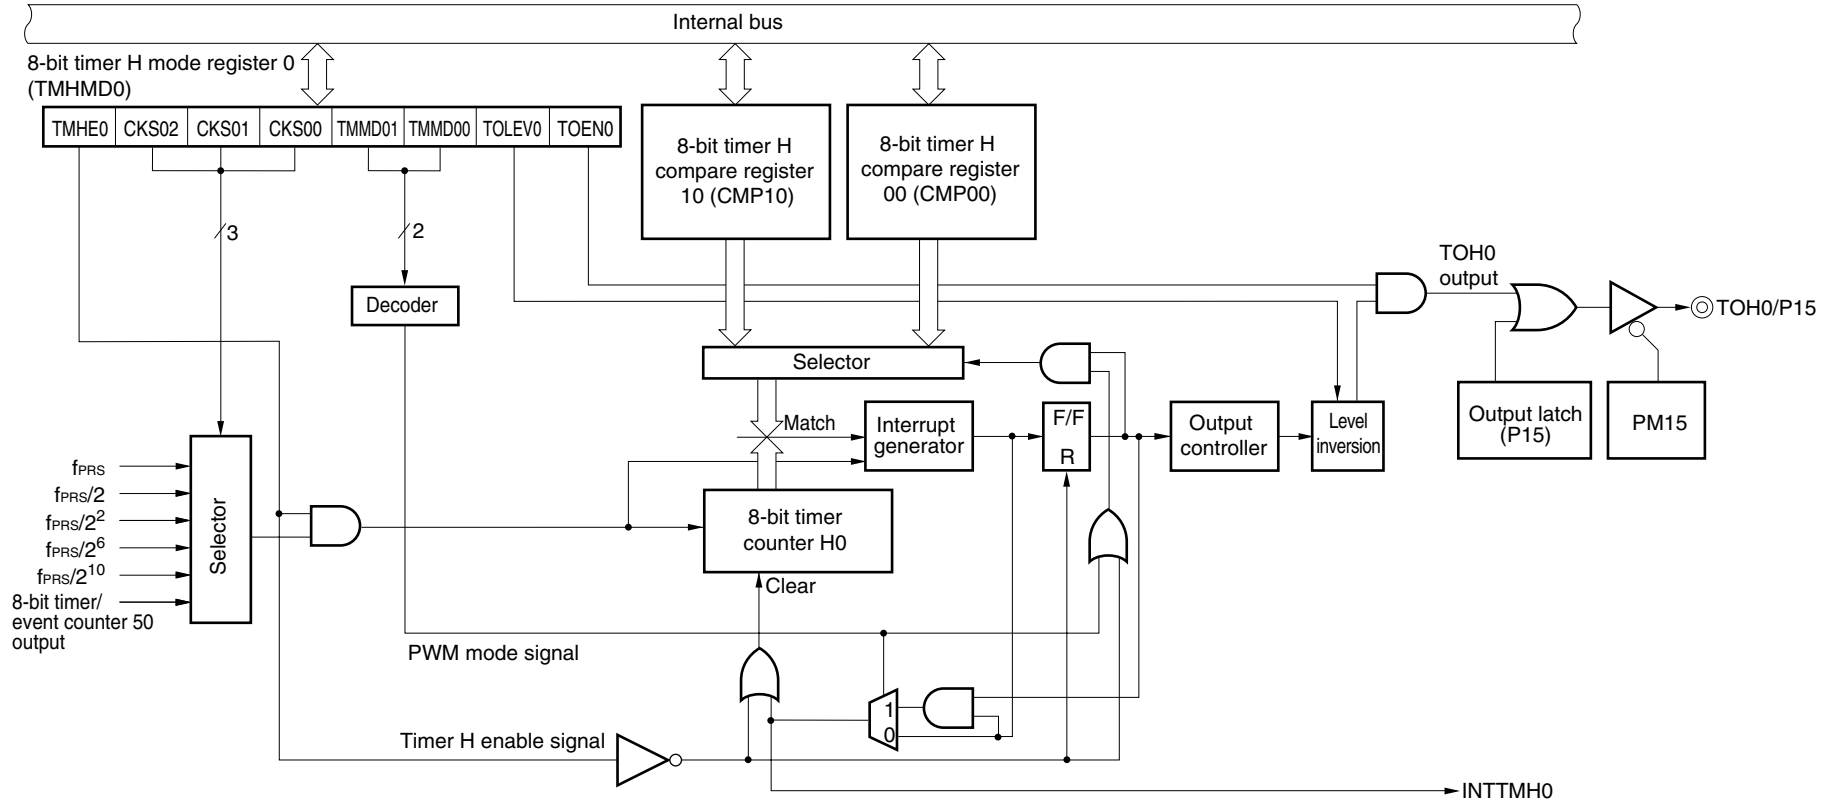 Internal bus
8-bit timer H mode register 0
(TMHMD0)
TMHE0 CKS02 CKS01 CKS00 TMMD01 TMMD00 TOLEV0 TOEN0
8-bit timer H
compare register
10 (CMP10)
8-bit timer H
compare register
00 (CMP00)
3
2
Decoder
TOH0
output
TOH0/P15
Selector
Match
Interrupt
generator
F/F
R
Output
controller
Level
inversion
Output latch
(P15)
PM15
fPRS
fPRS/2
fPRS/2²
fPRS/2⁶
fPRS/2¹⁰
8-bit timer/
event counter 50
output
Selector
8-bit timer
counter H0
Clear
PWM mode signal
1
0
Timer H enable signal
INTTMH0